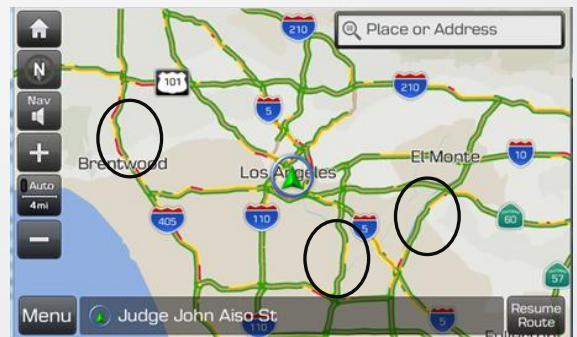 210
Place or Address
N
101
210
Nav
5
Brentwood
El Monte
10
Los Angeles
Auto
4mi
405
110
5
60
57
Menu
Judge John Aiso St
110
5
Resume
Route